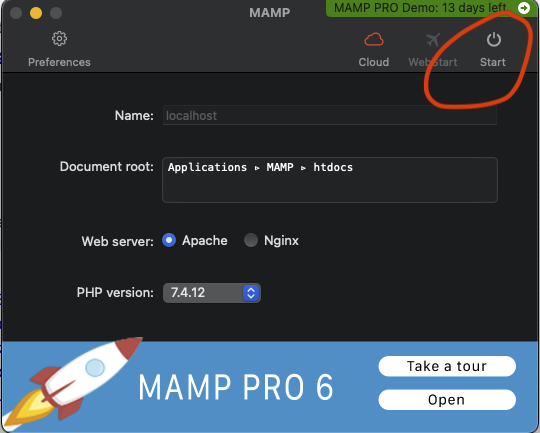 MAMP
MAMP PRO Demo: 13 days left
Preferences
Cloud
WebStart
Start
Name:
localhost
Document root:
Applications ▸ MAMP ▸ htdocs
Web server:
Apache
Nginx
PHP version:
7.4.12
MAMP PRO 6
Take a tour
Open